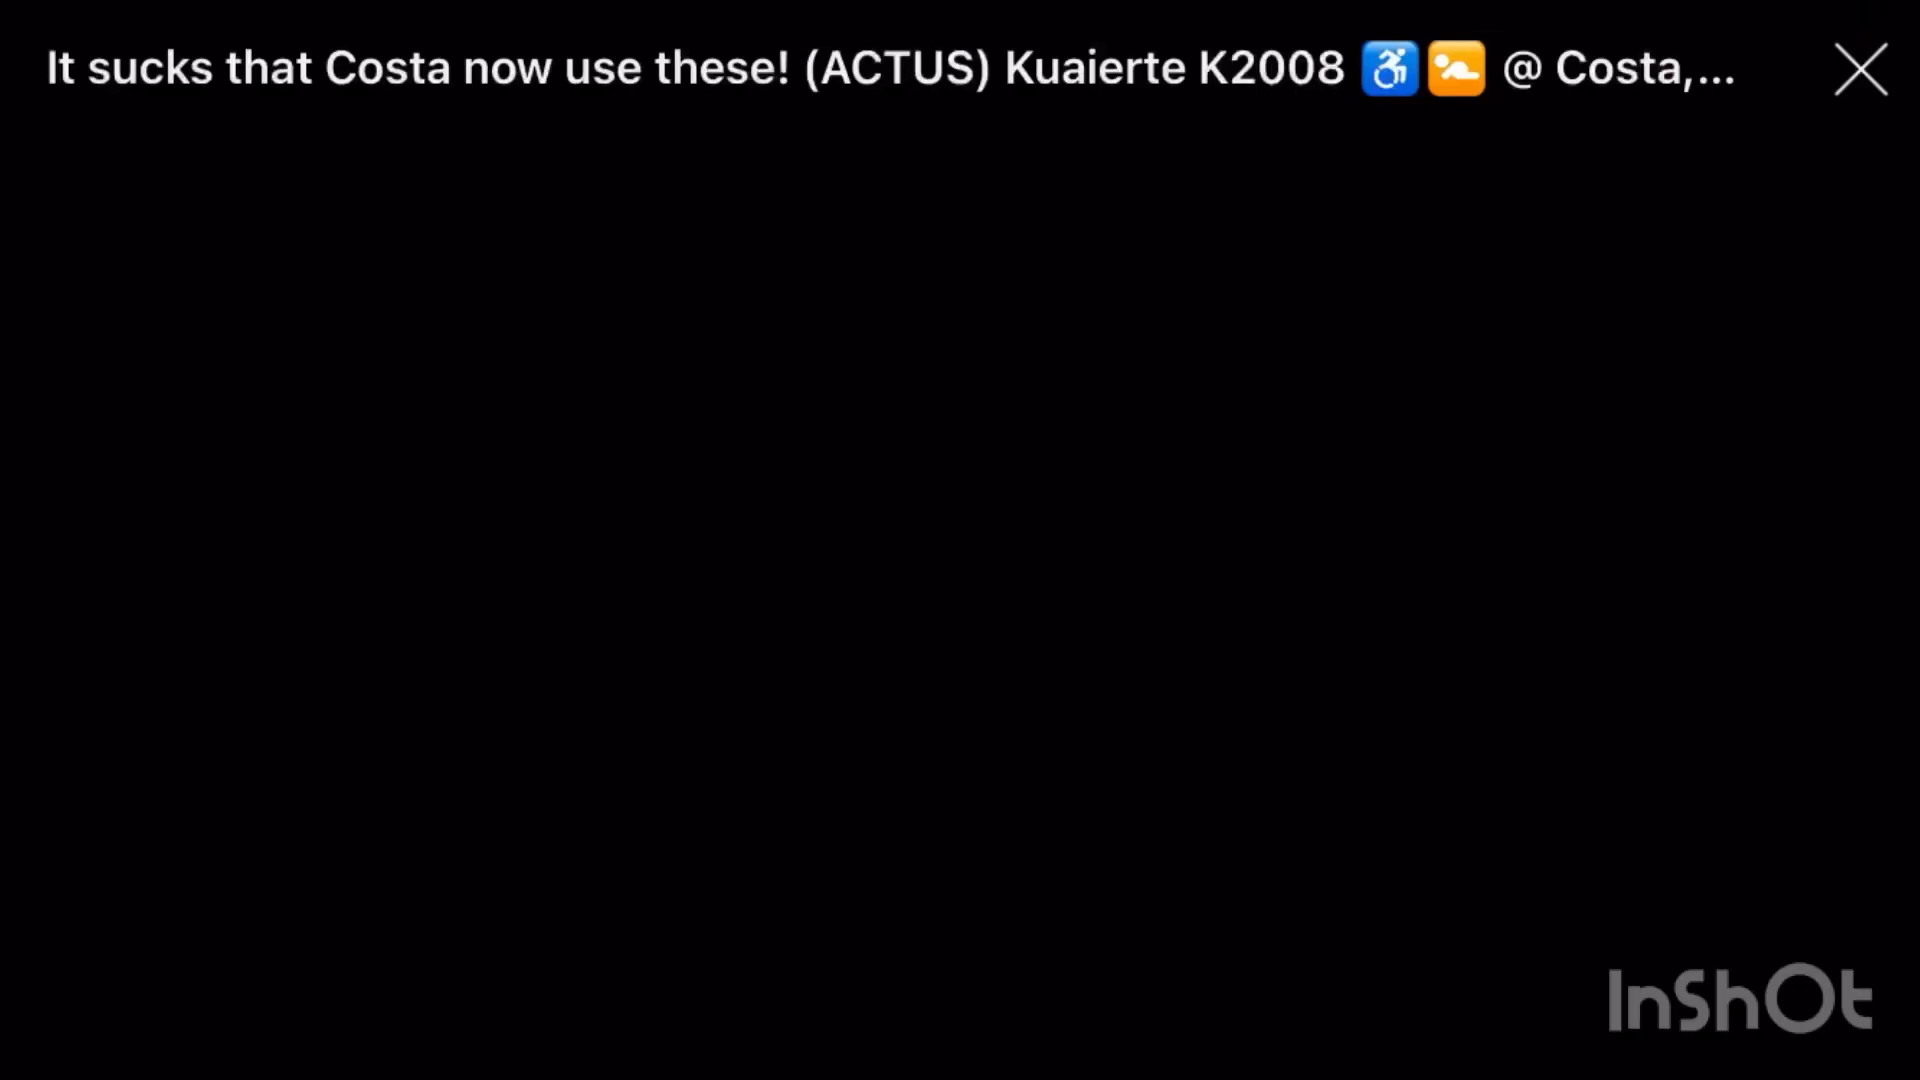 It sucks that Costa now use these! (ACTUS) Kuaierte K2008 ♿🚼 @ Costa,...
InShOt